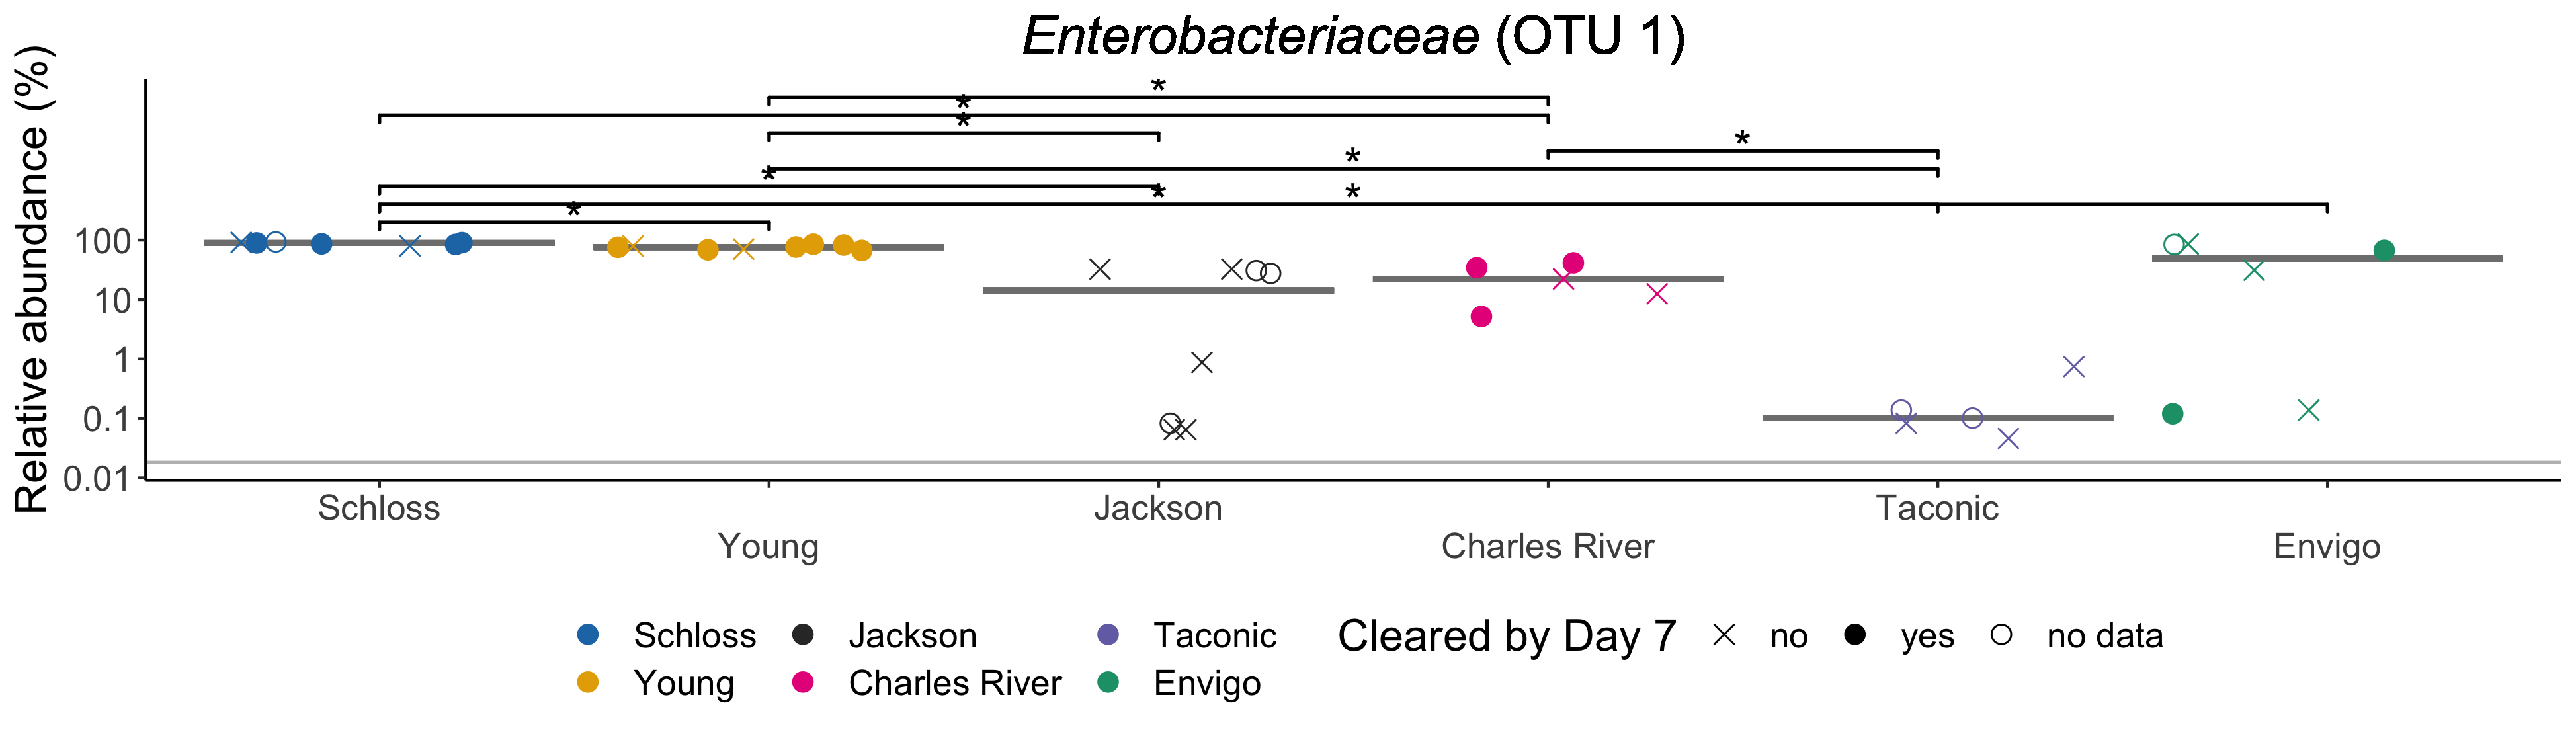 Enterobacteriaceae (OTU 1)
Relative abundance (%)
*
*
*
*
*
*
*
*
*
100
10
1
0.1
0.01
Schloss
Young
Jackson
Charles River
Taconic
Envigo
Schloss
Jackson
Taconic
Cleared by Day 7
no
yes
no data
Young
Charles River
Envigo